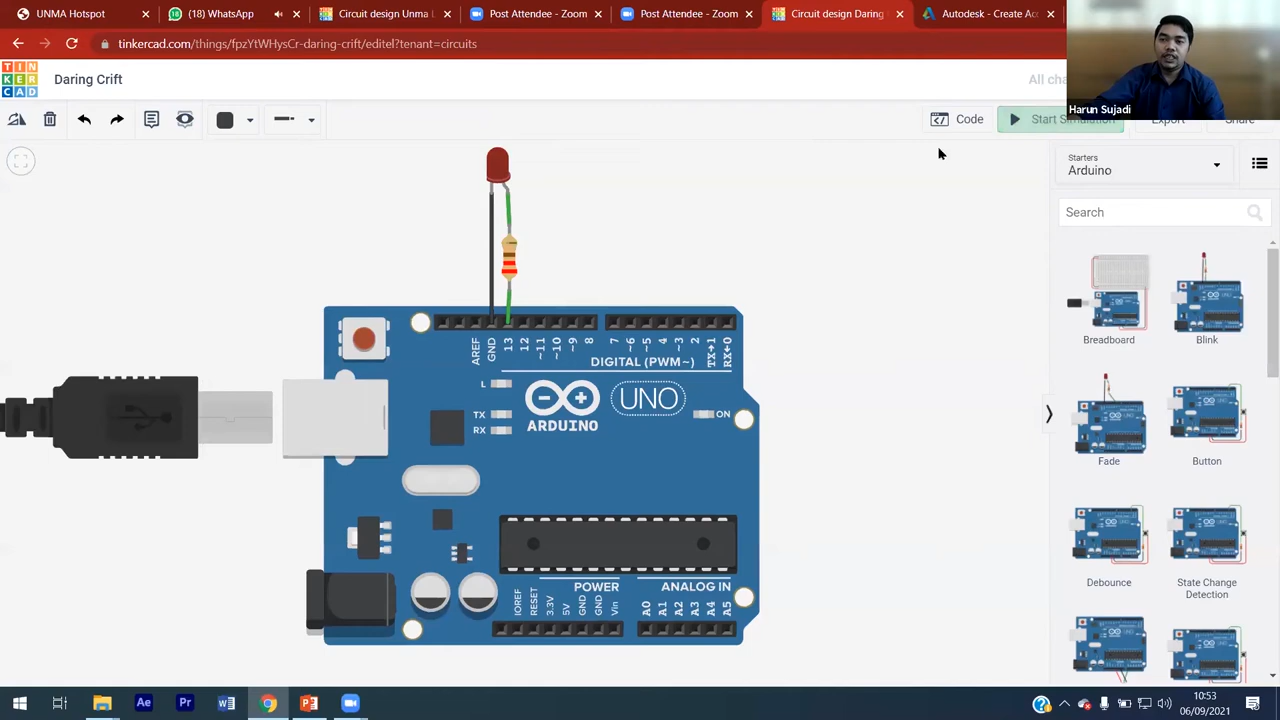 UNMA Hotspot
(18) WhatsApp
Circuit design Unma L
Post Attendee - Zoom
Post Attendee - Zoom
Circuit design Daring
Autodesk - Create Ac
tinkercad.com/things/fpzYtWHysCr-daring-crift/editel?tenant=circuits
TIN
KER
CAD
Daring Crift
All cha
Harun Sujadi
Code
Start Simulation
Export
Share
Starters
Arduino
Search
Breadboard
Blink
Fade
Button
Debounce
State Change
Detection
AREF
GND
13
12
~11
~10
~9
8
7
~6
~5
4
~3
2
TX→1
RX←0
DIGITAL (PWM~)
L
TX
RX
ARDUINO
UNO
ON
POWER
ANALOG IN
IOREF
RESET
3.3V
5V
GND
GND
Vin
A0
A1
A2
A3
A4
A5
Ae
Pr
10:53
06/09/2021